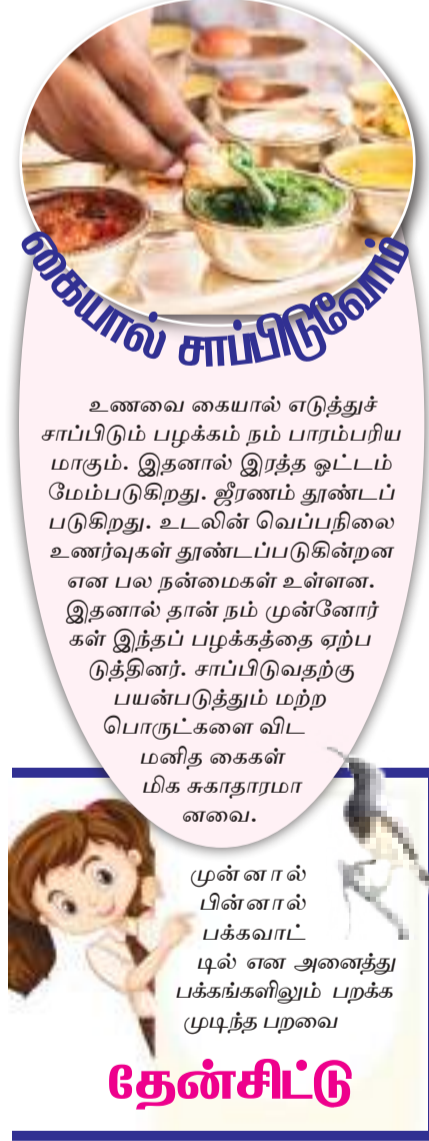 கையால் சாப்பிடுவோம்
உணவை கையால் எடுத்துச்
சாப்பிடும் பழக்கம் நம் பாரம்பரிய
மாகும். இதனால் இரத்த ஓட்டம்
மேம்படுகிறது. ஜீரணம் தூண்டப்
படுகிறது. உடலின் வெப்பநிலை
உணர்வுகள் தூண்டப்படுகின்றன
என பல நன்மைகள் உள்ளன.
இதனால் தான் நம் முன்னோர்
கள் இந்தப் பழக்கத்தை ஏற்ப
டுத்தினர். சாப்பிடுவதற்கு
பயன்படுத்தும் மற்ற
பொருட்களை விட
மனித கைகள்
மிக சுகாதாரமா
னவை.
முன்னால்
பின்னால்
பக்கவாட்
டில் என அனைத்து
பக்கங்களிலும் பறக்க
முடிந்த பறவை
தேன்சிட்டு